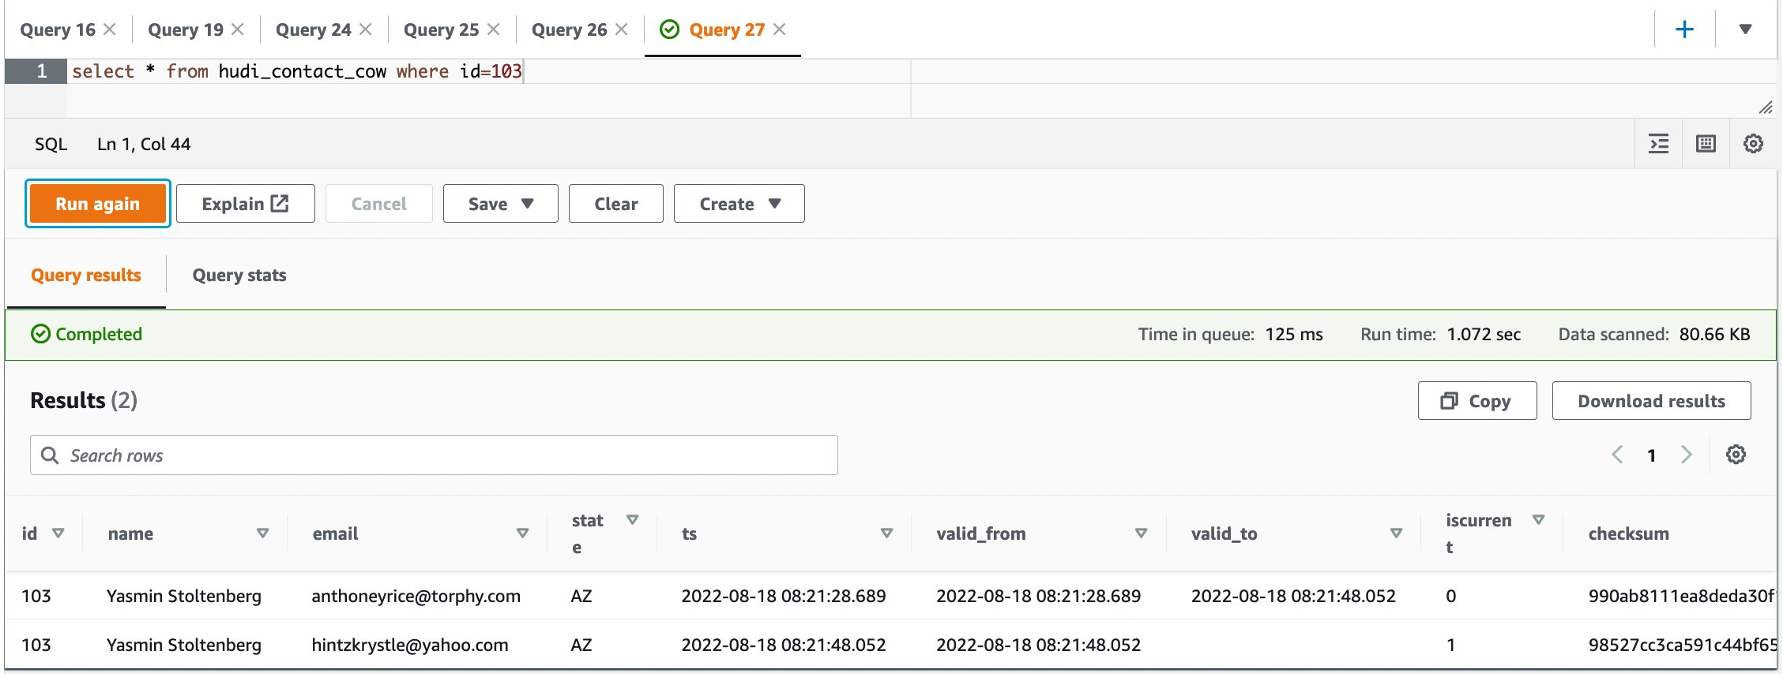 Query 16 Query 19 Query 24 Query 25 Query 26 Query 27
1 select * from hudi_contact_cow where id=103
SQL Ln 1, Col 44
Run again Explain Cancel Save Clear Create
Query results Query stats
Completed Time in queue: 125 ms Run time: 1.072 sec Data scanned: 80.66 KB
Results (2) Copy Download results
Search rows 1
id name email stat
e ts valid_from valid_to iscurren
t checksum
103 Yasmin Stoltenberg anthoneyrice@torphy.com AZ 2022-08-18 08:21:28.689 2022-08-18 08:21:28.689 2022-08-18 08:21:48.052 0 990ab8111ea8deda30f
103 Yasmin Stoltenberg hintzkrystle@yahoo.com AZ 2022-08-18 08:21:48.052 2022-08-18 08:21:48.052 1 98527cc3ca591c44bf65